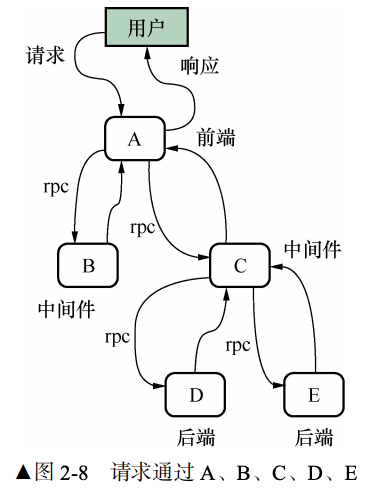 用户
请求
响应
A
前端
rpc
rpc
B
C
中间件
中间件
rpc
rpc
D
E
后端
后端
▲图 2-8 请求通过 A、B、C、D、E